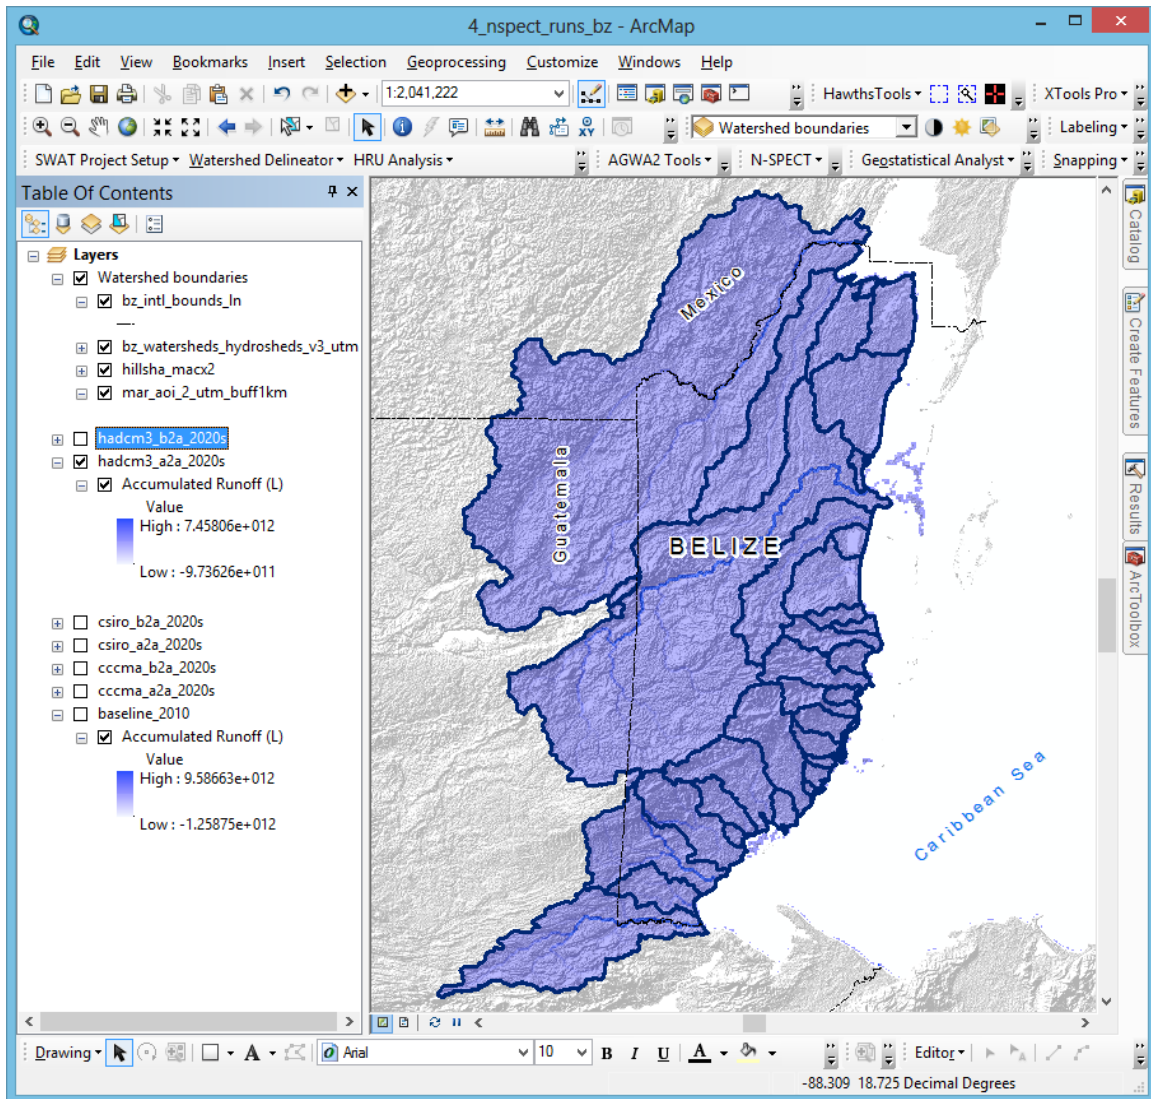 4_nspect_runs_bz - ArcMap
File Edit View Bookmarks Insert Selection Geoprocessing Customize Windows Help
1:2,041,222 HawthsTools XTools Pro
Watershed boundaries Labeling
SWAT Project Setup Watershed Delineator HRU Analysis AGWA2 Tools N-SPECT Geostatistical Analyst Snapping
Table Of Contents
Layers
Watershed boundaries
bz_intl_bounds_ln
bz_watersheds_hydrosheds_v3_utm
hillsha_macx2
mar_aoi_2_utm_buff1km
hadcm3_b2a_2020s
hadcm3_a2a_2020s
Accumulated Runoff (L)
Value
High : 7.45806e+012
Low : -9.73626e+011
csiro_b2a_2020s
csiro_a2a_2020s
cccma_b2a_2020s
cccma_a2a_2020s
baseline_2010
Accumulated Runoff (L)
Value
High : 9.58663e+012
Low : -1.25875e+012
Mexico
Guatemala
BELIZE
Caribbean Sea
Catalog
Create Features
Results
ArcToolbox
Drawing A Arial 10 B I U A Editor
-88.309 18.725 Decimal Degrees